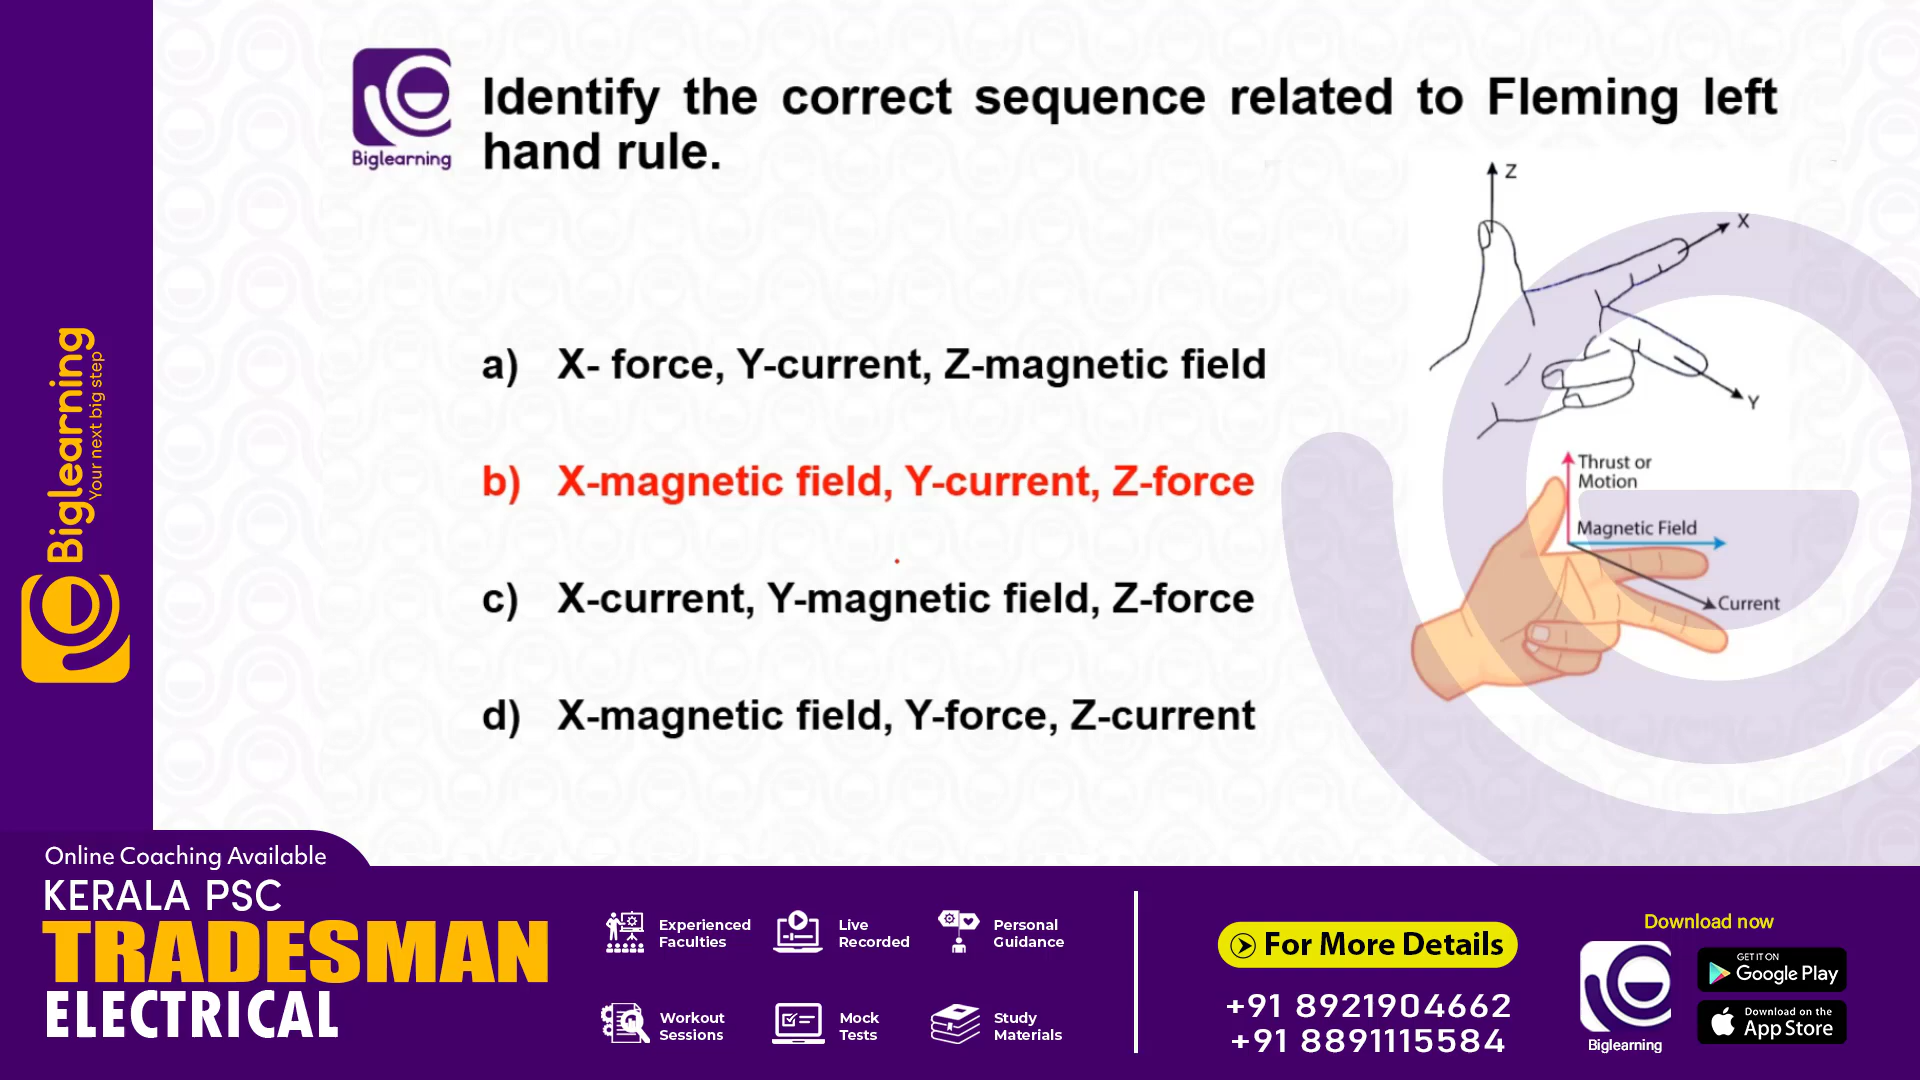 Biglearning
Identify the correct sequence related to Fleming left
hand rule.
Z
X
Y
a) X- force, Y-current, Z-magnetic field
b) X-magnetic field, Y-current, Z-force
c) X-current, Y-magnetic field, Z-force
d) X-magnetic field, Y-force, Z-current
Thrust or
Motion
Magnetic Field
Current
Biglearning
Your next big step
Online Coaching Available
KERALA PSC
TRADESMAN
ELECTRICAL
Experienced
Faculties
Live
Recorded
Personal
Guidance
Workout
Sessions
Mock
Tests
Study
Materials
For More Details
+91 8921904662
+91 8891115584
Download now
Biglearning
GET IT ON
Google Play
Download on the
App Store